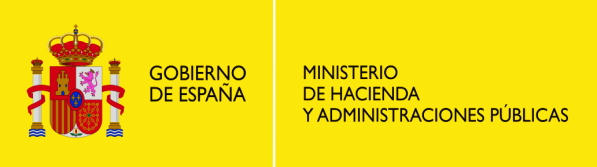 GOBIERNO
DE ESPAÑA
MINISTERIO
DE HACIENDA
Y ADMINISTRACIONES PÚBLICAS